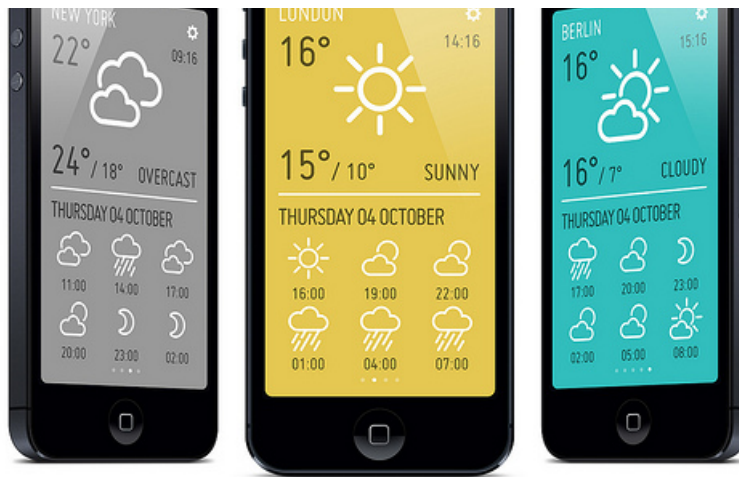 NEW YORK
22°
09:16
24°/ 18° OVERCAST
THURSDAY 04 OCTOBER
11:00 14:00 17:00
20:00 23:00 02:00
LONDON
16°
14:16
15°/ 10° SUNNY
THURSDAY 04 OCTOBER
16:00 19:00 22:00
01:00 04:00 07:00
BERLIN
16°
15:16
16°/ 7° CLOUDY
THURSDAY 04 OCTOBER
17:00 20:00 23:00
02:00 05:00 08:00